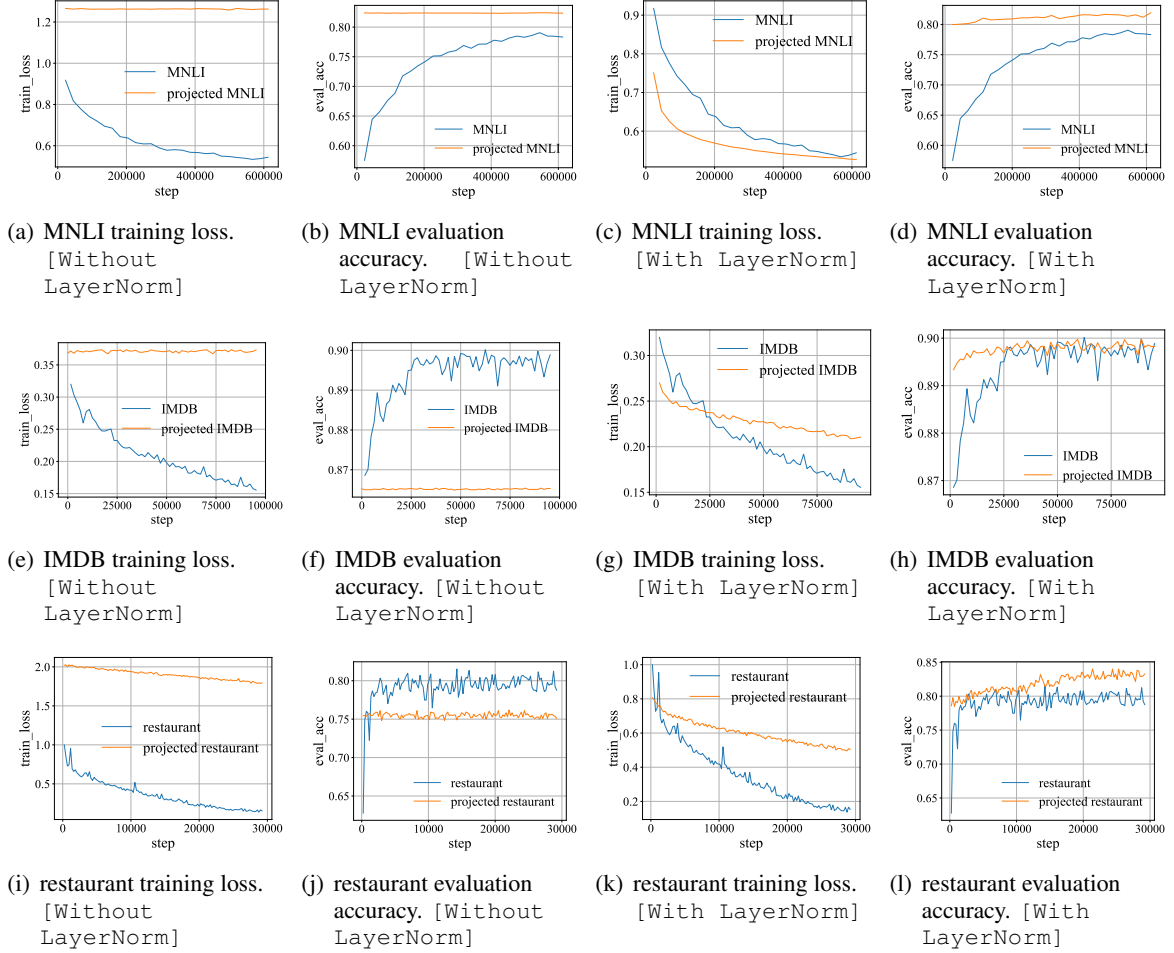 1.2
1.0
0.8
0.6
train_loss
MNLI
projected MNLI
0 200000 400000 600000
step
0.80
0.75
0.70
0.65
0.60
eval_acc
MNLI
projected MNLI
0 200000 400000 600000
step
0.9
0.8
0.7
0.6
train_loss
MNLI
projected MNLI
0 200000 400000 600000
step
0.80
0.75
0.70
0.65
0.60
eval_acc
MNLI
projected MNLI
0 200000 400000 600000
step
(a) MNLI training loss.
[Without
LayerNorm]
(b) MNLI evaluation
accuracy. [Without
LayerNorm]
(c) MNLI training loss.
[With LayerNorm]
(d) MNLI evaluation
accuracy. [With
LayerNorm]
0.35
0.30
0.25
0.20
0.15
train_loss
IMDB
projected IMDB
0 25000 50000 75000 100000
step
0.90
0.89
0.88
0.87
eval_acc
IMDB
projected IMDB
0 25000 50000 75000 100000
step
0.30
0.25
0.20
0.15
train_loss
IMDB
projected IMDB
0 25000 50000 75000
step
0.90
0.89
0.88
0.87
eval_acc
IMDB
projected IMDB
0 25000 50000 75000
step
(e) IMDB training loss.
[Without
LayerNorm]
(f) IMDB evaluation
accuracy. [Without
LayerNorm]
(g) IMDB training loss.
[With LayerNorm]
(h) IMDB evaluation
accuracy. [With
LayerNorm]
2.0
1.5
1.0
0.5
train_loss
restaurant
projected restaurant
0 10000 20000 30000
step
0.80
0.75
0.70
0.65
eval_acc
restaurant
projected restaurant
0 10000 20000 30000
step
1.0
0.8
0.6
0.4
0.2
train_loss
restaurant
projected restaurant
0 10000 20000 30000
step
0.85
0.80
0.75
0.70
0.65
eval_acc
restaurant
projected restaurant
0 10000 20000 30000
step
(i) restaurant training loss.
[Without
LayerNorm]
(j) restaurant evaluation
accuracy. [Without
LayerNorm]
(k) restaurant training loss.
[With LayerNorm]
(l) restaurant evaluation
accuracy. [With
LayerNorm]